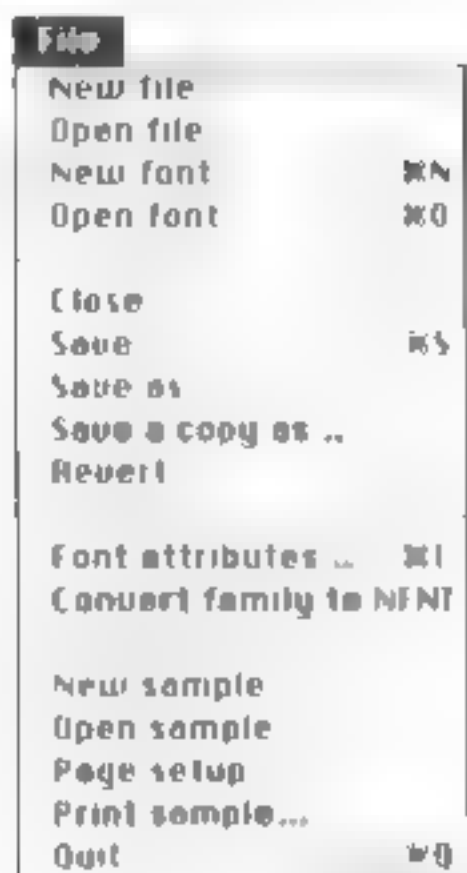 File
New file
Open file
New font ⌘N
Open font ⌘O
Close
Save ⌘S
Save as
Save a copy as ..
Revert
Font attributes .. ⌘I
Convert family to NFNT
New sample
Open sample
Page setup
Print sample...
Quit ⌘Q